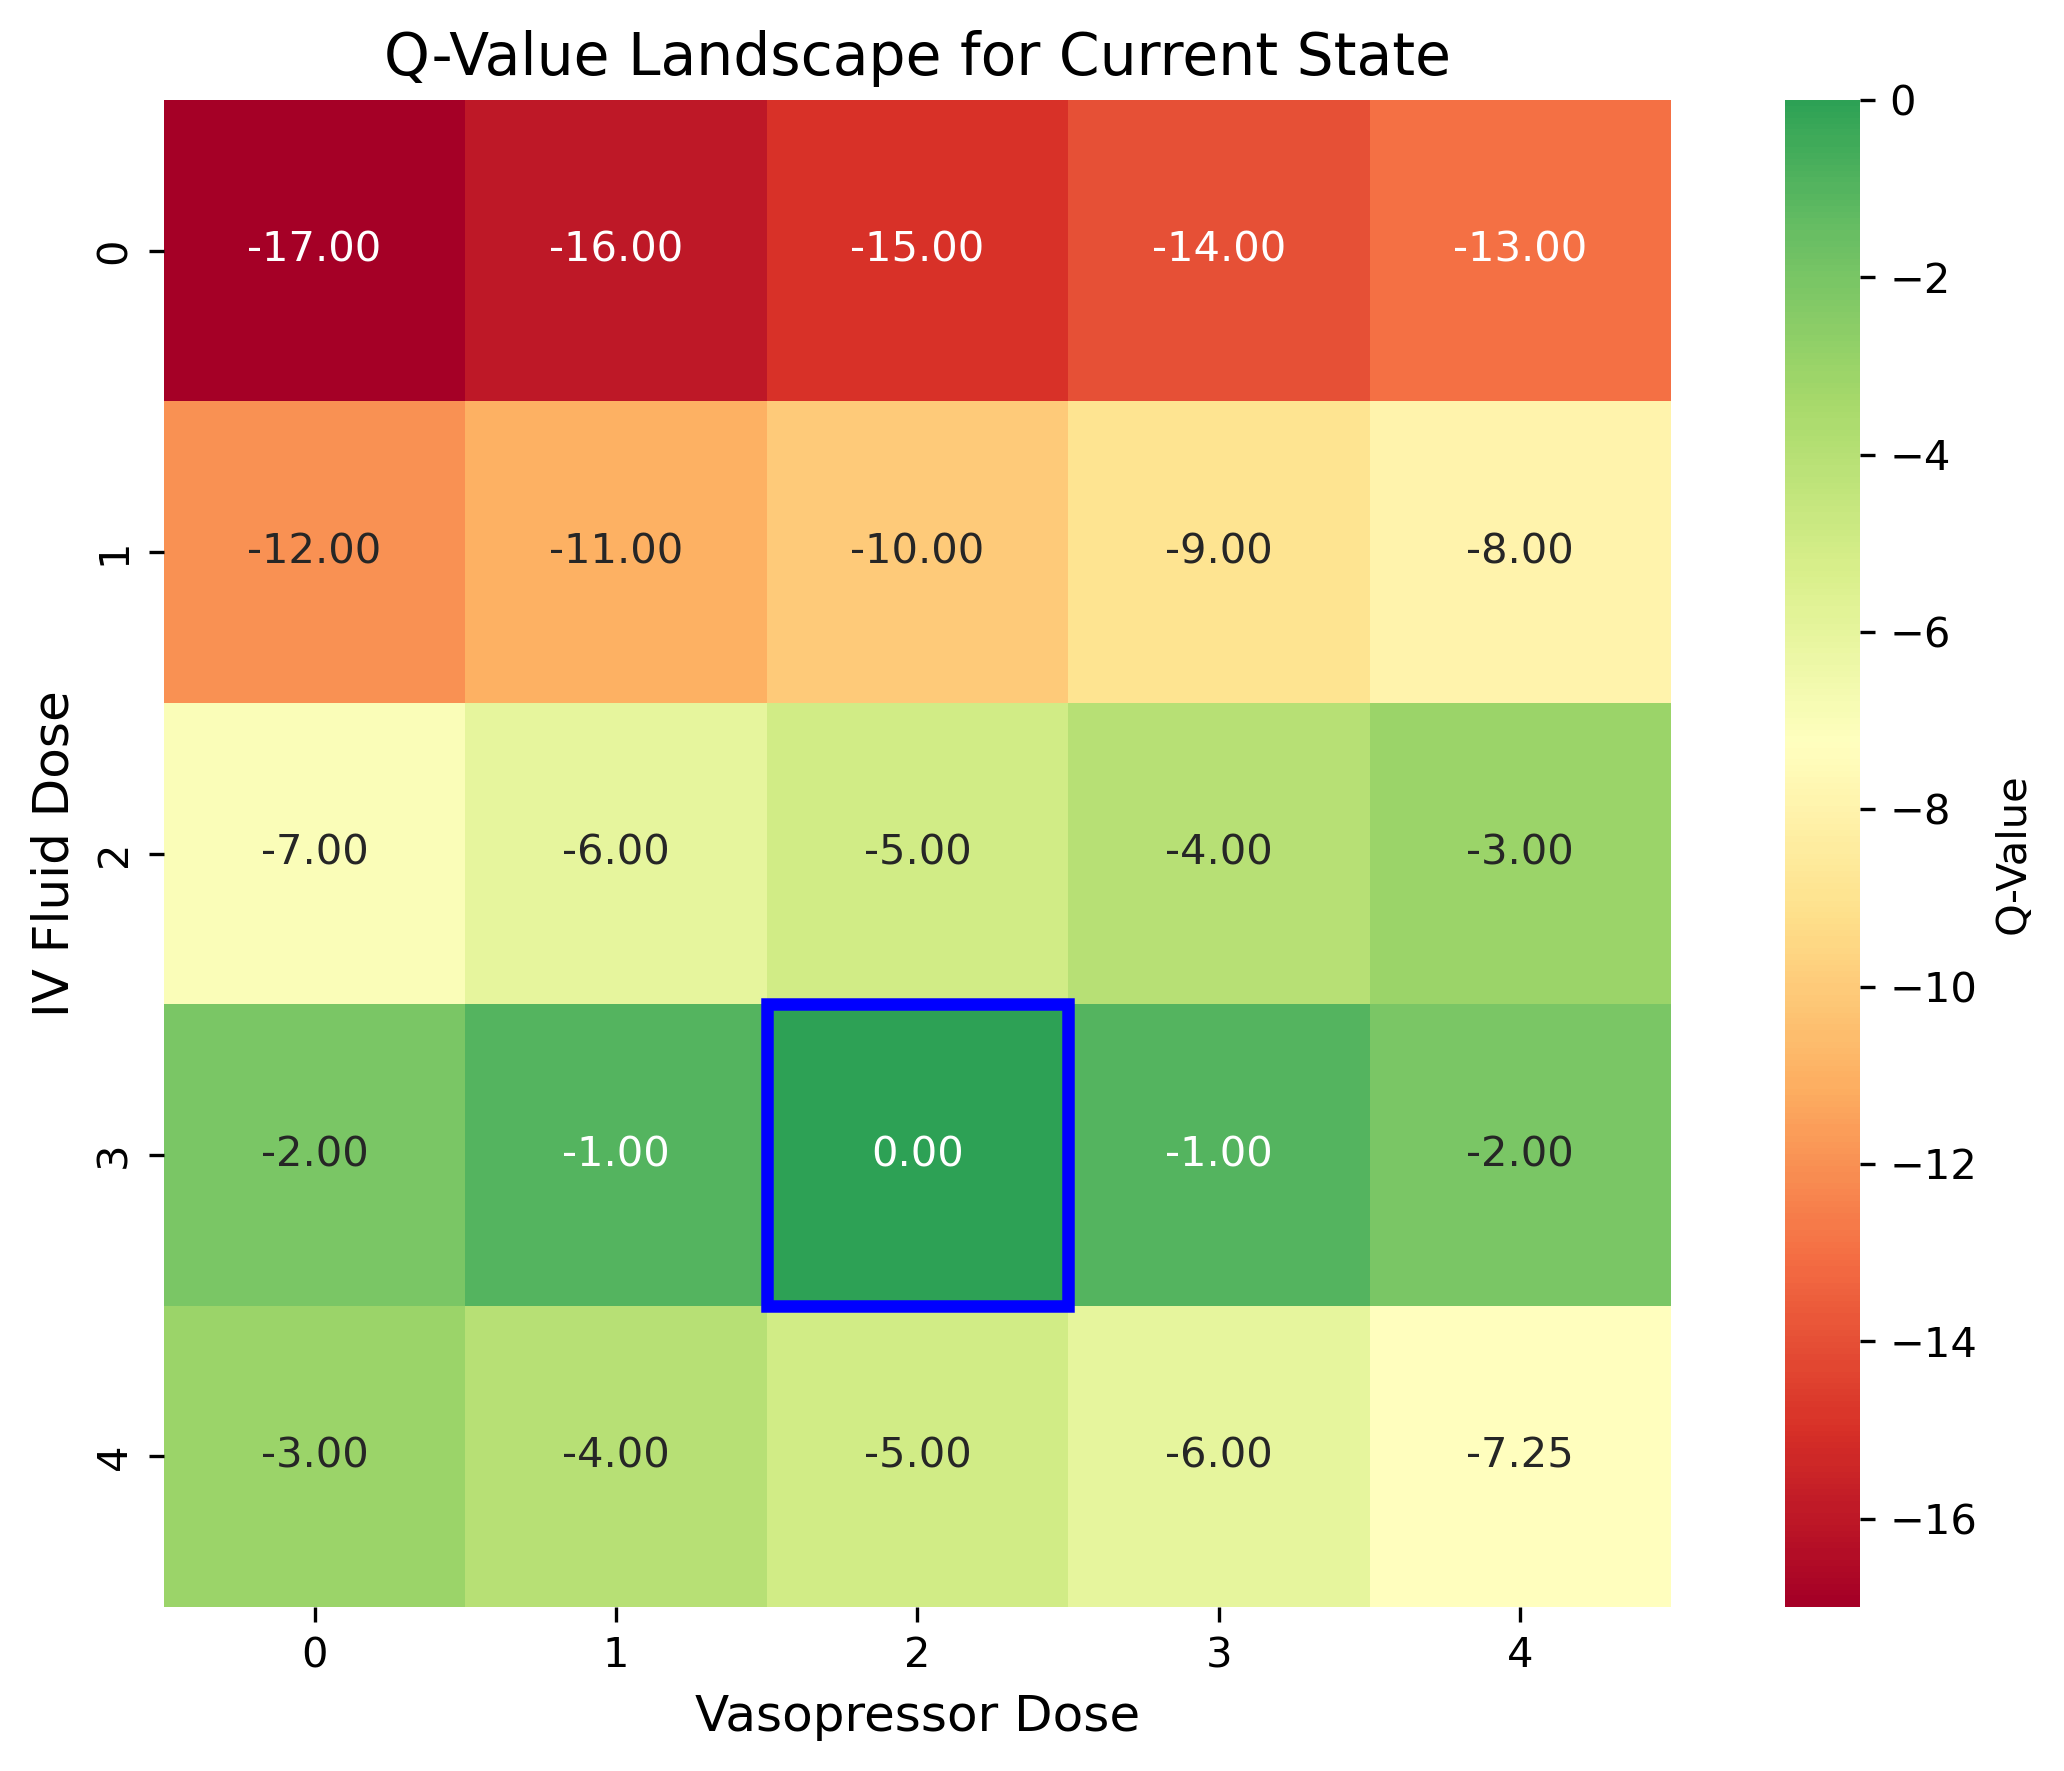 Q-Value Landscape for Current State
IV Fluid Dose
0 -17.00 -16.00 -15.00 -14.00 -13.00
1 -12.00 -11.00 -10.00 -9.00 -8.00
2 -7.00 -6.00 -5.00 -4.00 -3.00
3 -2.00 -1.00 0.00 -1.00 -2.00
4 -3.00 -4.00 -5.00 -6.00 -7.25
0 1 2 3 4
Vasopressor Dose
0
−2
−4
−6
−8
−10
−12
−14
−16
Q-Value